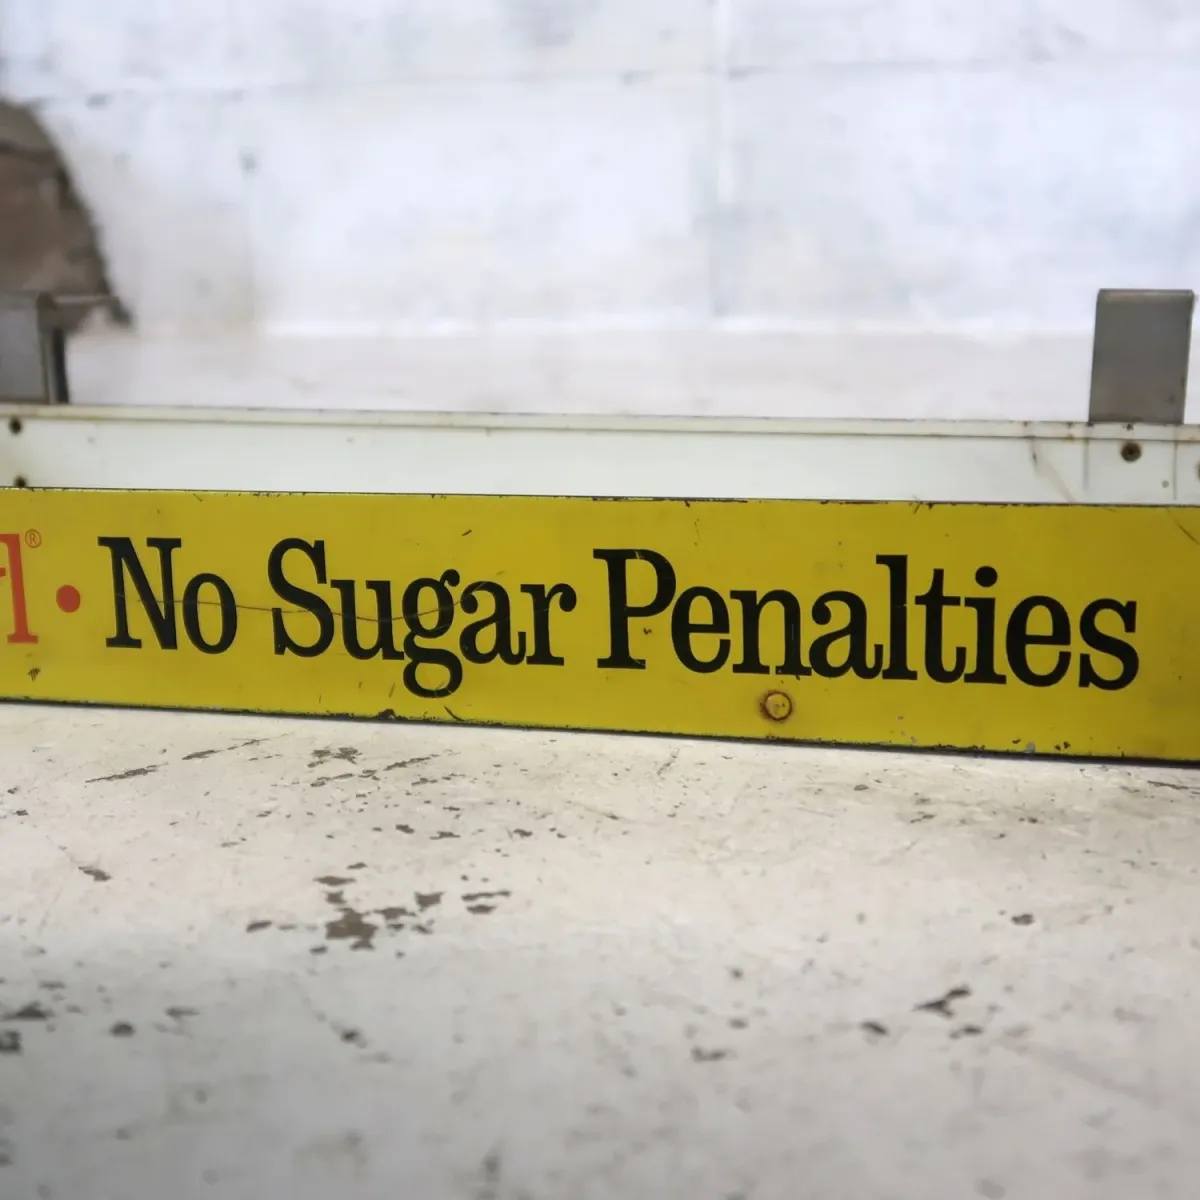 • No Sugar Penalties